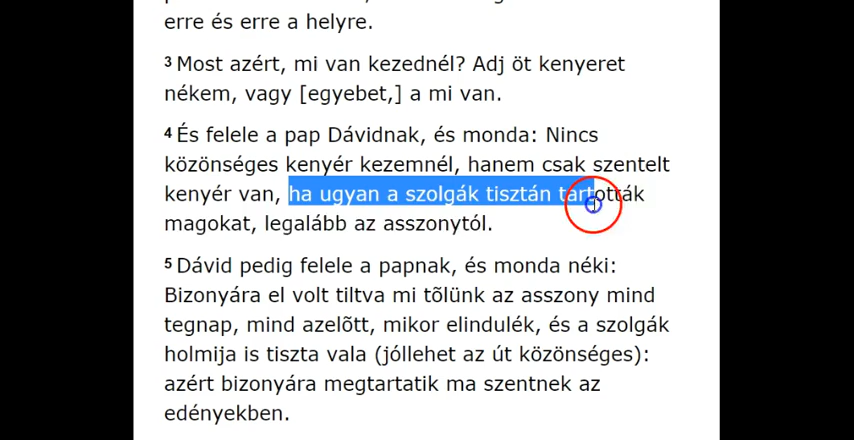 erre és erre a helyre.
3 Most azért, mi van kezednél? Adj öt kenyeret
nékem, vagy [egyebet,] a mi van.
4 És felele a pap Dávidnak, és monda: Nincs
közönséges kenyér kezemnél, hanem csak szentelt
kenyér van, ha ugyan a szolgák tisztán tartották
magokat, legalább az asszonytól.
5 Dávid pedig felele a papnak, és monda néki:
Bizonyára el volt tiltva mi tõlünk az asszony mind
tegnap, mind azelõtt, mikor elindulék, és a szolgák
holmija is tiszta vala (jóllehet az út közönséges):
azért bizonyára megtartatik ma szentnek az
edényekben.